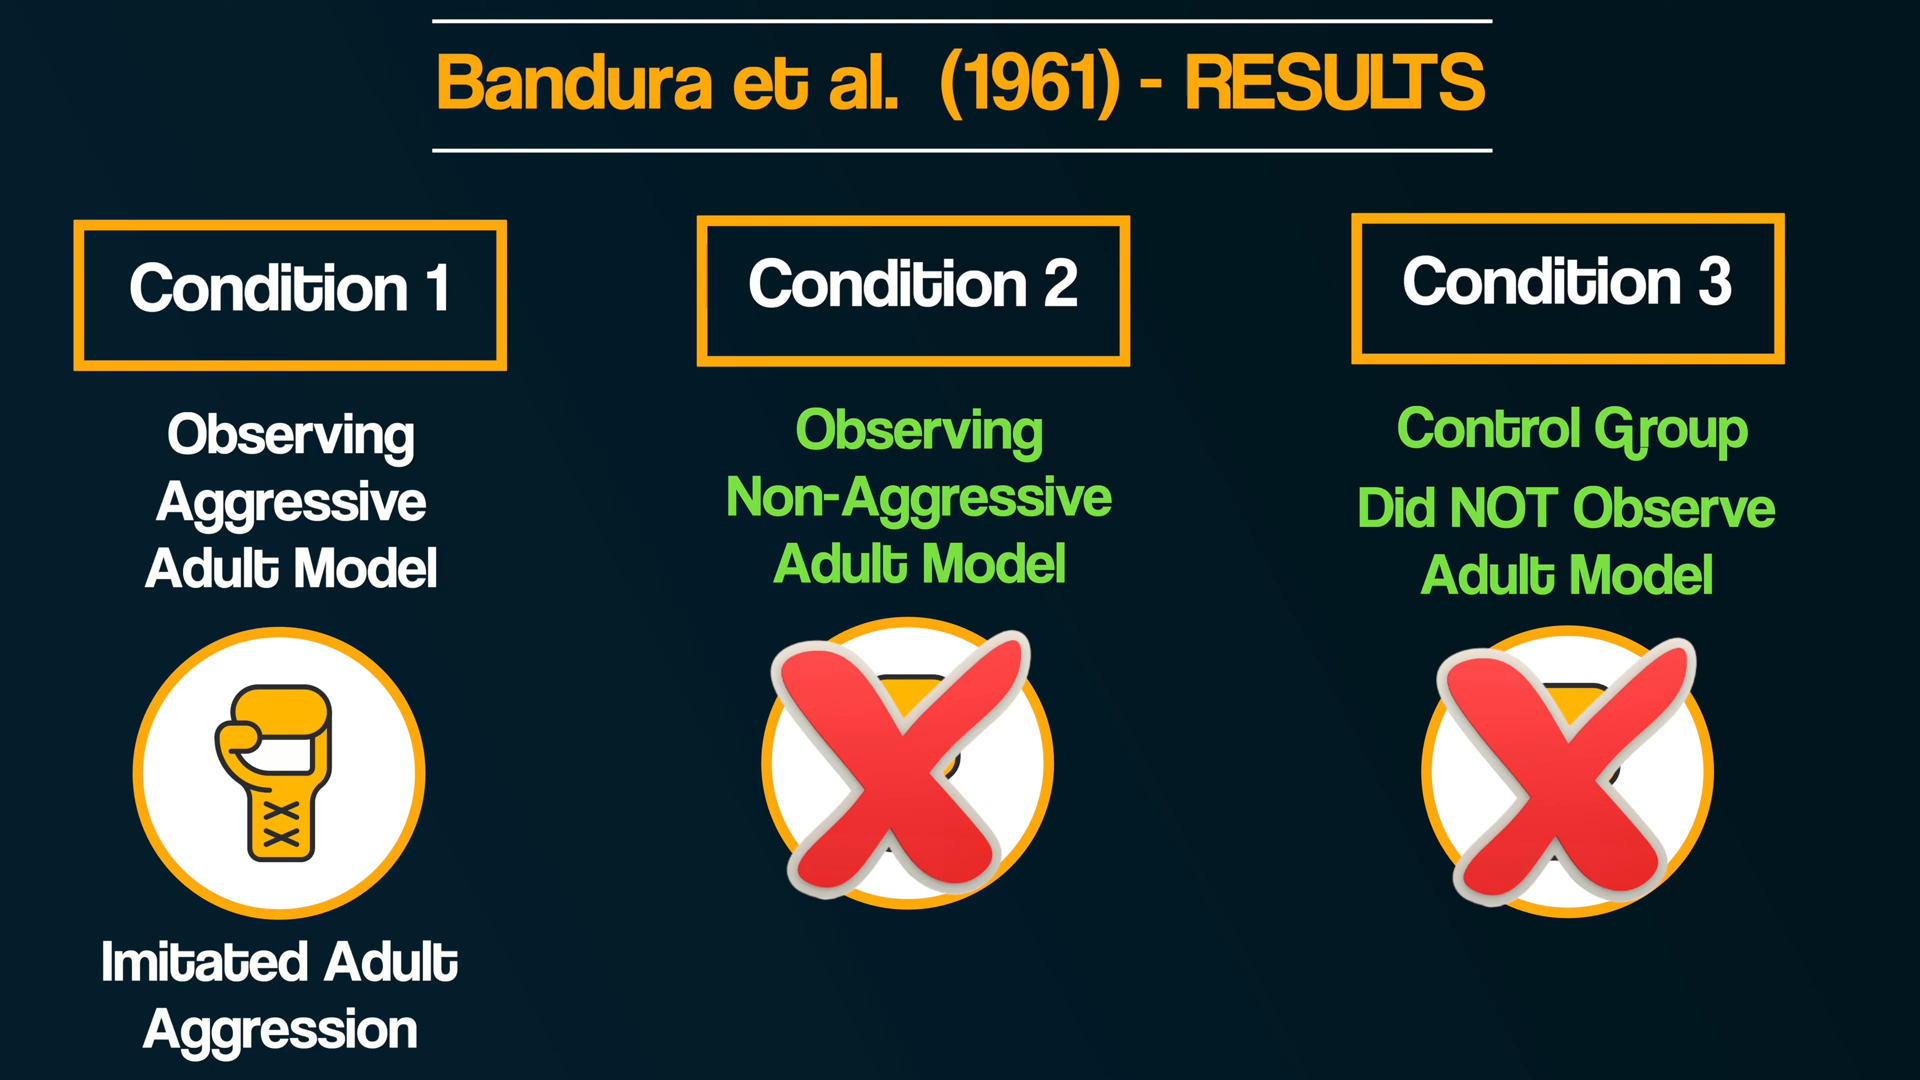 Bandura et al. (1961) - RESULTS
Condition 1
Observing
Aggressive
Adult Model
Imitated Adult
Aggression
Condition 2
Observing
Non-Aggressive
Adult Model
Condition 3
Control Group
Did NOT Observe
Adult Model